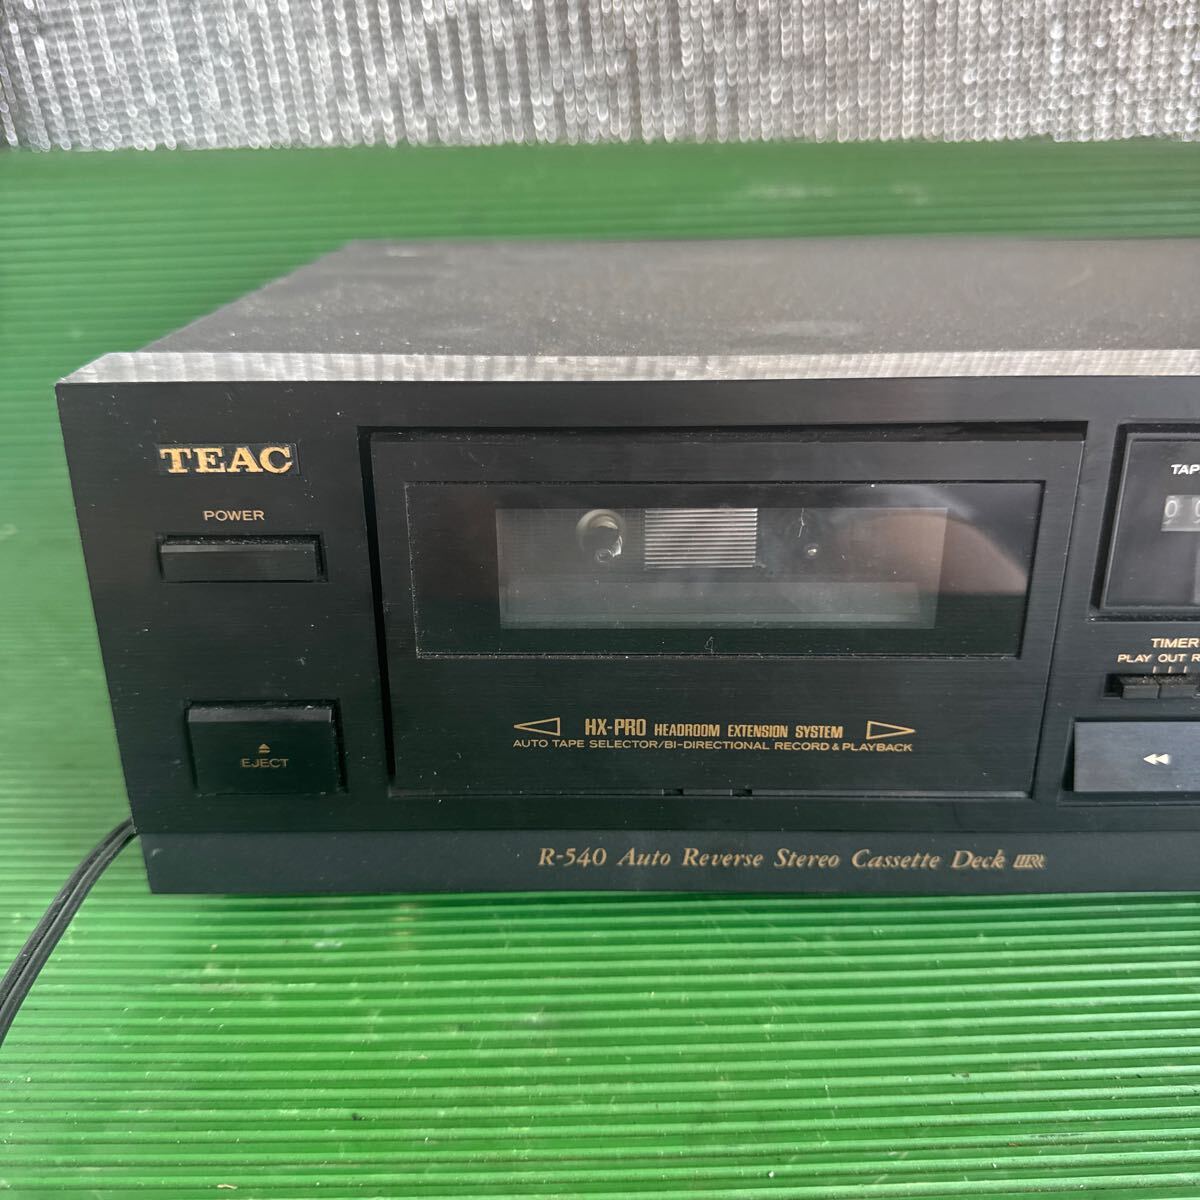 TEAC
POWER
EJECT
HX-PRO HEADROOM EXTENSION SYSTEM
AUTO TAPE SELECTOR/BI-DIRECTIONAL RECORD & PLAYBACK
R-540 Auto Reverse Stereo Cassette Deck
TAP
TIMER
PLAY OUT R